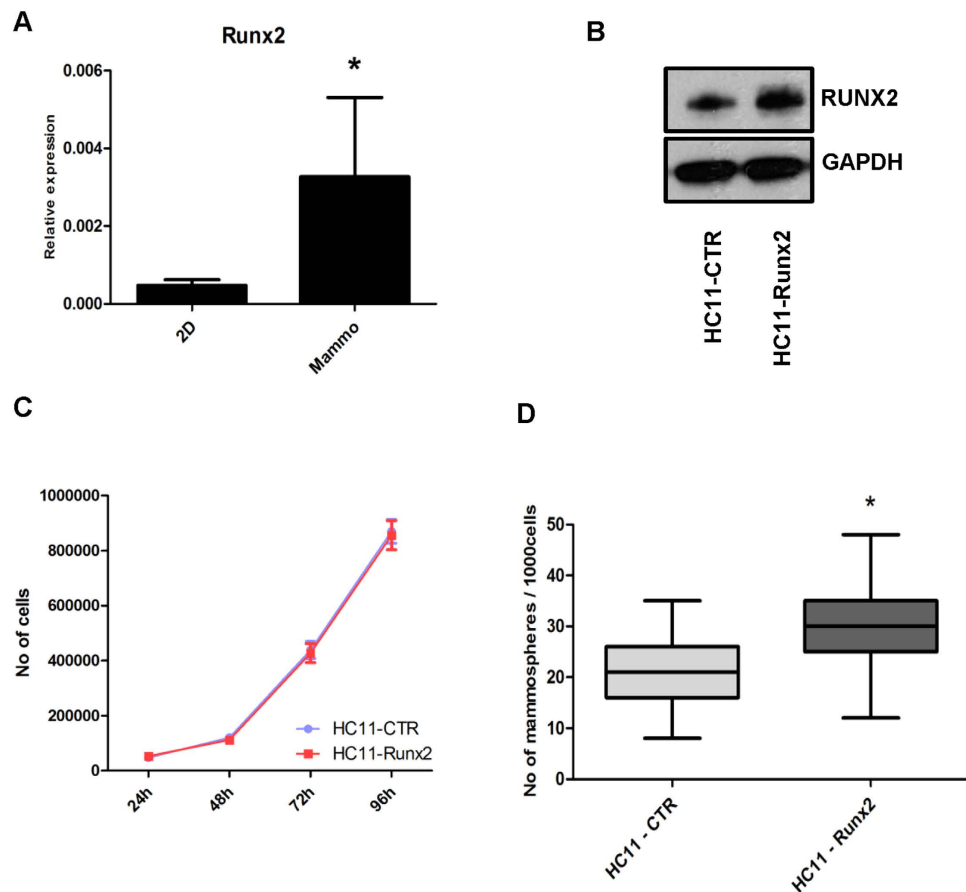 A
Runx2
*
0.006
0.004
0.002
0.000
Relative expression
2D
Mammo
B
RUNX2
GAPDH
HC11-CTR
HC11-Runx2
C
1000000
800000
600000
400000
200000
0
No of cells
HC11-CTR
HC11-Runx2
24h
48h
72h
96h
D
*
50
40
30
20
10
0
No of mammospheres / 1000cells
HC11 - CTR
HC11 - Runx2